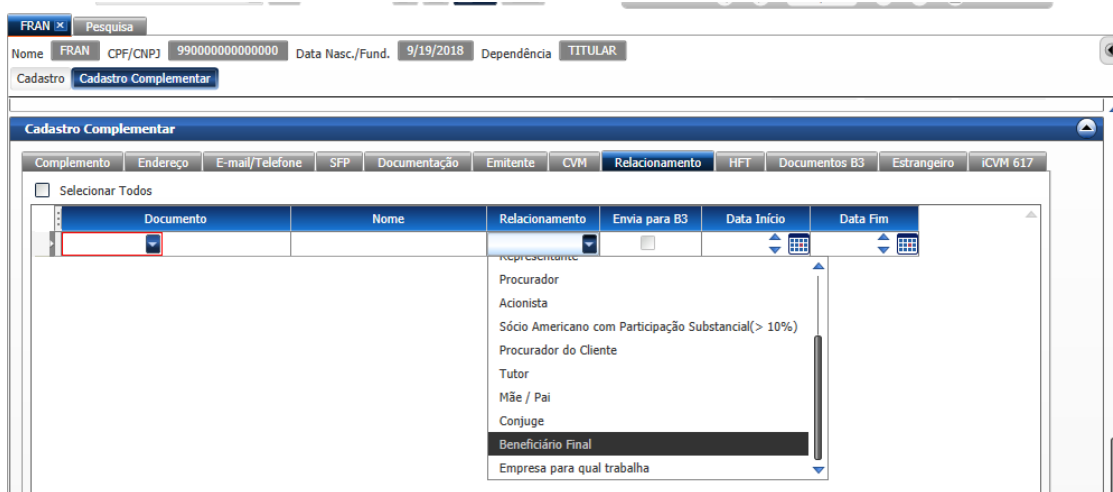 FRAN Pesquisa
Nome FRAN CPF/CNPJ 990000000000000 Data Nasc./Fund. 9/19/2018 Dependência TITULAR
Cadastro Cadastro Complementar
Cadastro Complementar
Complemento Endereço E-mail/Telefone SFP Documentação Emitente CVM Relacionamento HFT Documentos B3 Estrangeiro iCVM 617
Selecionar Todos
Documento Nome Relacionamento Envia para B3 Data Início Data Fim
Representante
Procurador
Acionista
Sócio Americano com Participação Substancial(> 10%)
Procurador do Cliente
Tutor
Mãe / Pai
Conjuge
Beneficiário Final
Empresa para qual trabalha